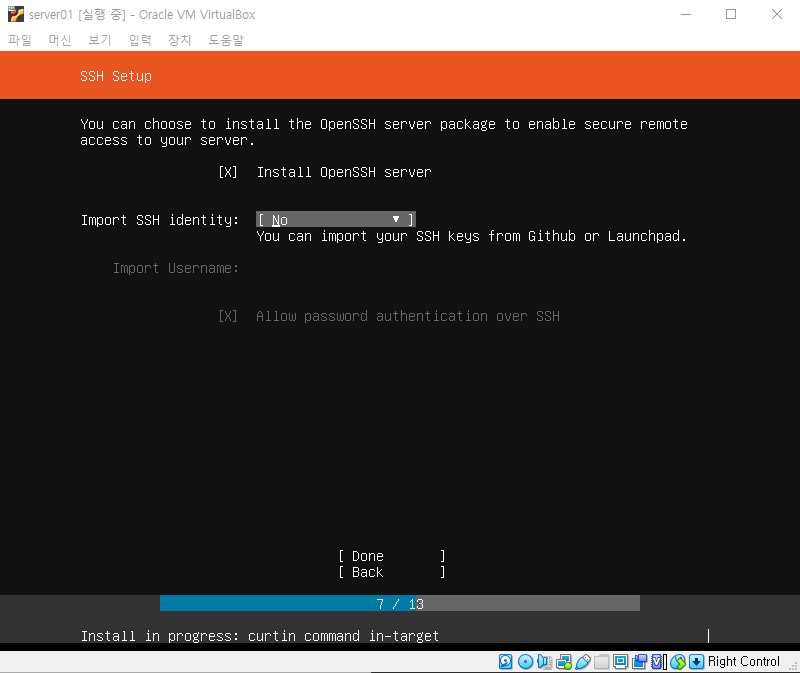 server01 [실행 중] - Oracle VM VirtualBox
파일 머신 보기 입력 장치 도움말
SSH Setup
You can choose to install the OpenSSH server package to enable secure remote
access to your server.
[X] Install OpenSSH server
Import SSH identity: [ No ▼ ]
You can import your SSH keys from Github or Launchpad.
Import Username:
[X] Allow password authentication over SSH
[ Done ]
[ Back ]
7 / 13
Install in progress: curtin command in-target
Right Control